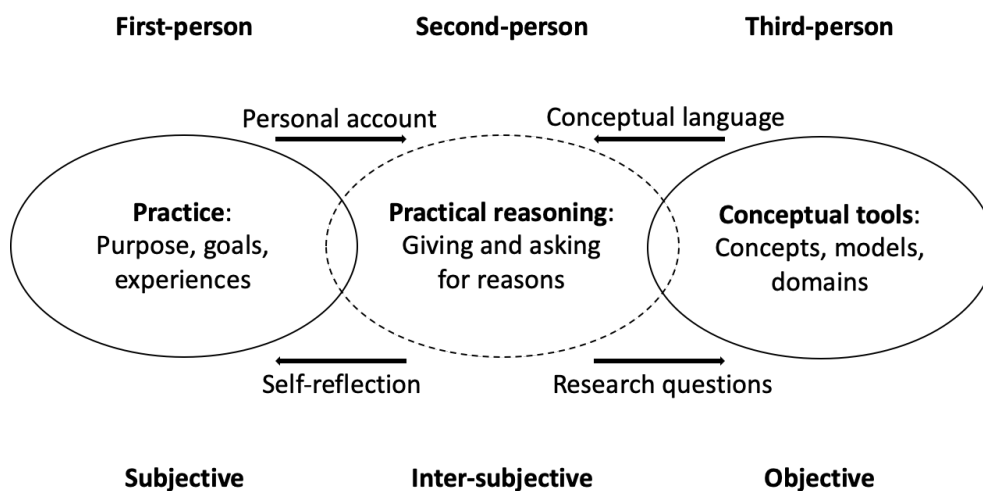 First-person Second-person Third-person
Personal account Conceptual language
Practice: Practical reasoning: Conceptual tools:
Purpose, goals, Giving and asking Concepts, models,
experiences for reasons domains
Self-reflection Research questions
Subjective Inter-subjective Objective